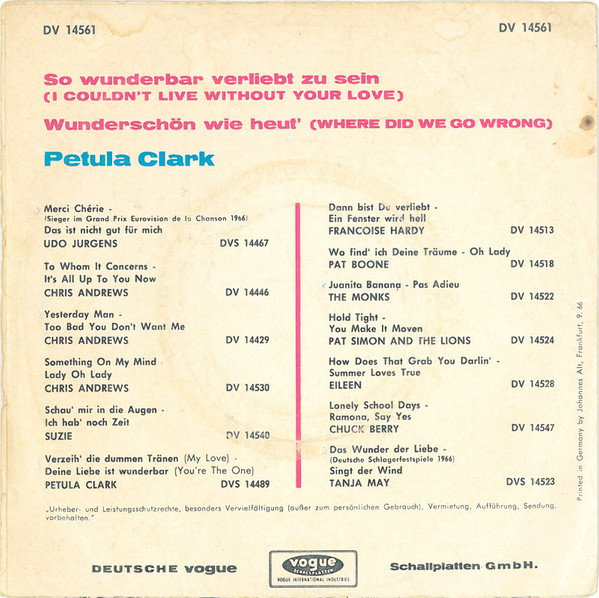 DV 14561
DV 14561
So wunderbar verliebt zu sein
(I COULDN'T LIVE WITHOUT YOUR LOVE)
Wunderschön wie heut' (WHERE DID WE GO WRONG)
Petula Clark
Merci Chérie -
(Sieger im Grand Prix Eurovision de la Chanson 1966)
Das ist nicht gut für mich
UDO JURGENS DVS 14467
To Whom It Concerns -
It's All Up To You Now
CHRIS ANDREWS DV 14446
Yesterday Man -
Too Bad You Don't Want Me
CHRIS ANDREWS DV 14429
Something On My Mind -
Lady Oh Lady
CHRIS ANDREWS DV 14530
Schau' mir in die Augen -
Ich hab' noch Zeit
SUZIE DV 14540
Verzeih' die dummen Tränen (My Love) -
Deine Liebe ist wunderbar (You're The One)
PETULA CLARK DVS 14489
Dann bist Du verliebt -
Ein Fenster wird hell
FRANCOISE HARDY DV 14513
Wo find' ich Deine Träume - Oh Lady
PAT BOONE DV 14518
Juanita Banana - Pas Adieu
THE MONKS DV 14522
Hold Tight -
You Make It Moven
PAT SIMON AND THE LIONS DV 14524
How Does That Grab You Darlin' -
Summer Loves True
EILEEN DV 14528
Lonely School Days -
Ramona, Say Yes
CHUCK BERRY DV 14547
Das Wunder der Liebe -
(Deutsche Schlagerfestspiele 1966)
Singt der Wind
TANJA MAY DVS 14523
Printed in Germany by Johannes Alt, Frankfurt, 9. 66
„Urheber- und Leistungsschutzrechte, besonders Vervielfältigung (außer zum persönlichen Gebrauch), Vermietung, Aufführung, Sendung,
vorbehalten."
DEUTSCHE vogue
vogue
SCHALLPLATTEN
VOGUE INTERNATIONAL INDUSTRIES
Schallplatten GmbH.